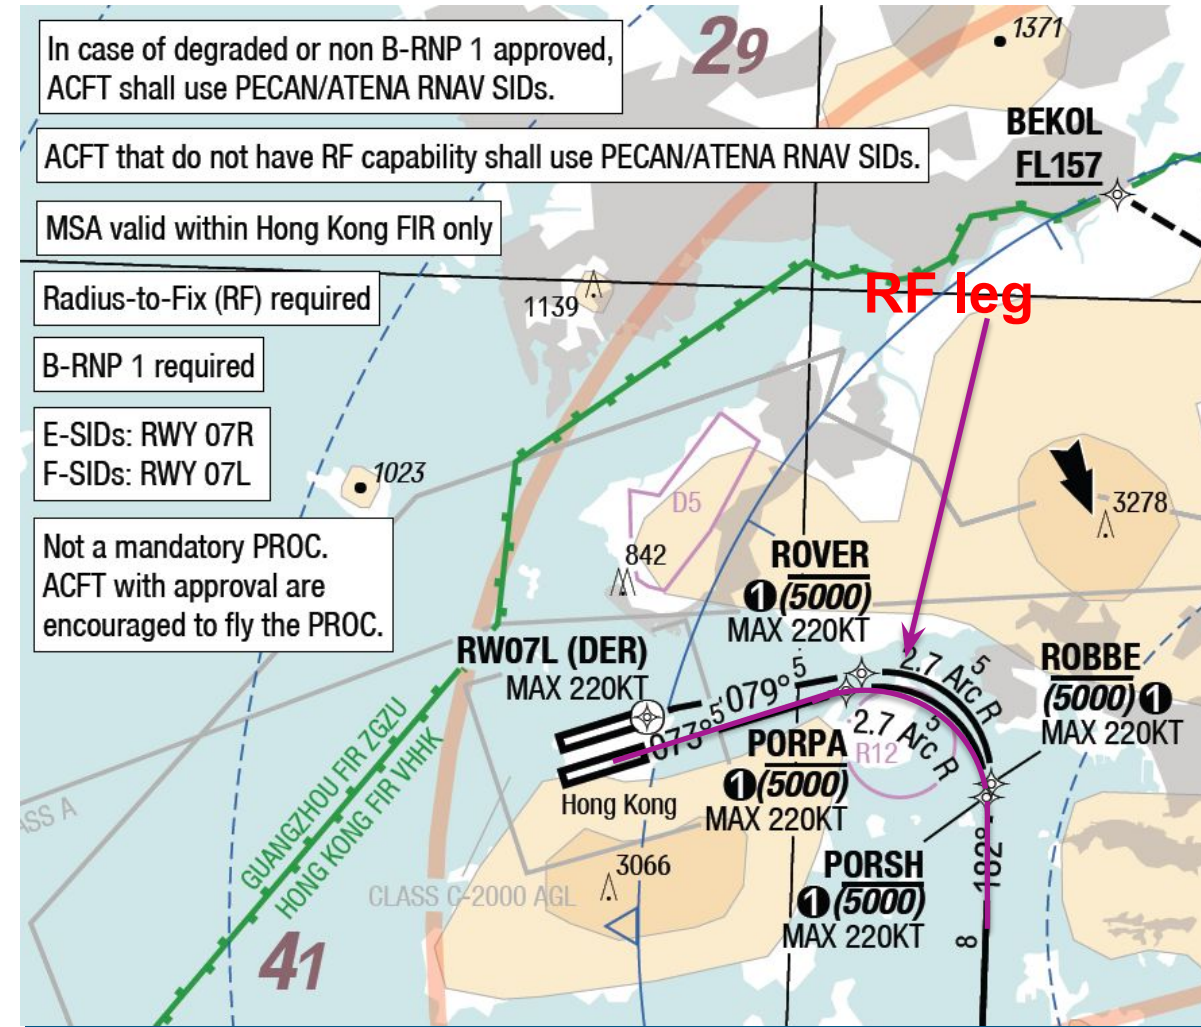 In case of degraded or non B-RNP 1 approved,
ACFT shall use PECAN/ATENA RNAV SIDs.
ACFT that do not have RF capability shall use PECAN/ATENA RNAV SIDs.
MSA valid within Hong Kong FIR only
Radius-to-Fix (RF) required
B-RNP 1 required
E-SIDs: RWY 07R
F-SIDs: RWY 07L
Not a mandatory PROC.
ACFT with approval are
encouraged to fly the PROC.
29
1371
BEKOL
FL157
RF leg
1139
1023
D5
3278
842
ROVER
1 (5000)
MAX 220KT
RW07L (DER)
MAX 220KT
079°
5
073°
5
2.7 Arc R
5
2.7 Arc R
5
ROBBE
(5000) 1
MAX 220KT
PORPA
1 (5000)
MAX 220KT
R12
Hong Kong
PORSH
1 (5000)
MAX 220KT
8
3066
CLASS C-2000 AGL
GUANGZHOU FIR ZGZU
HONG KONG FIR VHHK
41